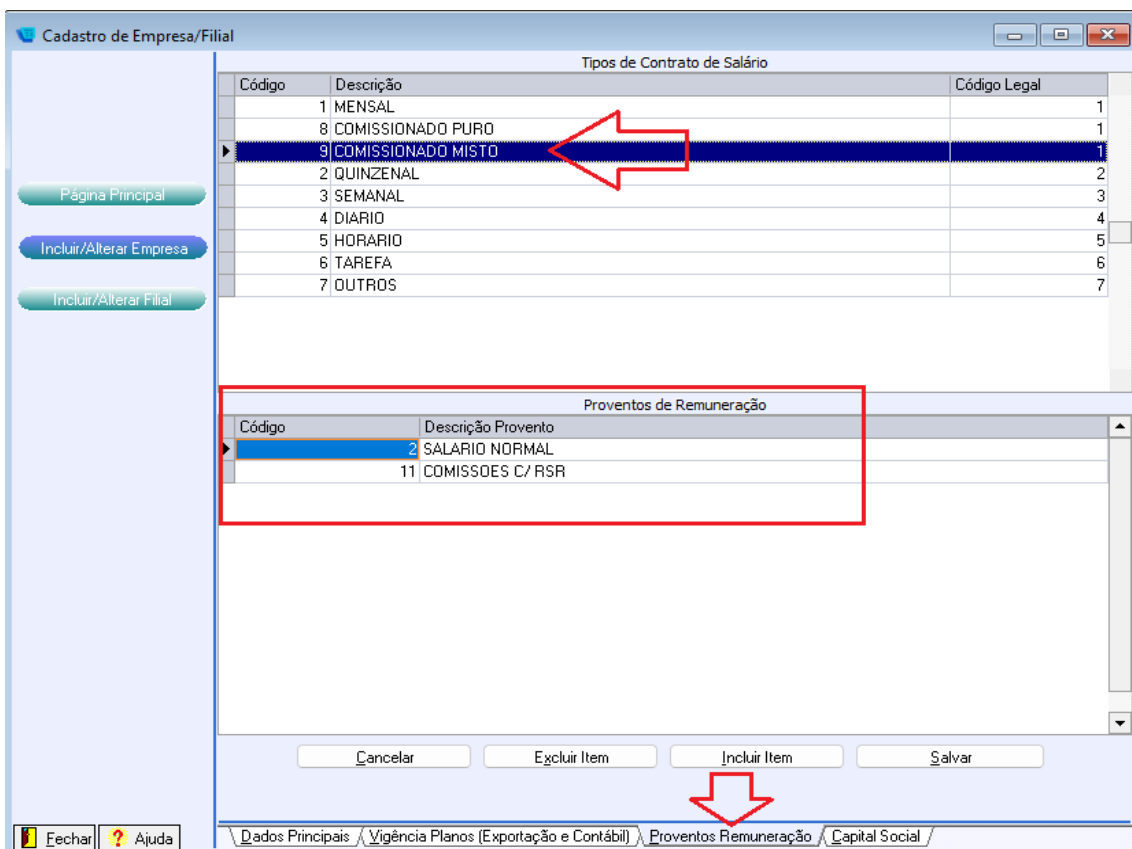 Cadastro de Empresa/Filial
Tipos de Contrato de Salário
Código Descrição Código Legal
1 MENSAL 1
8 COMISSIONADO PURO 1
9 COMISSIONADO MISTO 1
2 QUINZENAL 2
3 SEMANAL 3
4 DIARIO 4
5 HORARIO 5
6 TAREFA 6
7 OUTROS 7
Página Principal
Incluir/Alterar Empresa
Incluir/Alterar Filial
Proventos de Remuneração
Código Descrição Provento
2 SALARIO NORMAL
11 COMISSOES C/ RSR
Cancelar Excluir Item Incluir Item Salvar
Fechar ? Ajuda Dados Principais Vigência Planos (Exportação e Contábil) Proventos Remuneração Capital Social